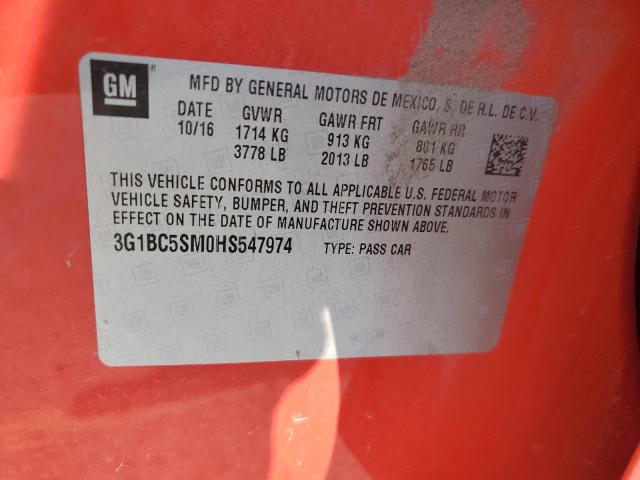 GM
MFD BY GENERAL MOTORS DE MEXICO, S. DE R.L. DE C.V.
DATE GVWR GAWR FRT GAWR RR
10/16 1714 KG 913 KG 801 KG
3778 LB 2013 LB 1765 LB
THIS VEHICLE CONFORMS TO ALL APPLICABLE U.S. FEDERAL MOTOR
VEHICLE SAFETY, BUMPER, AND THEFT PREVENTION STANDARDS IN
EFFECT ON THE DATE OF MANUFACTURE SHOWN ABOVE.
3G1BC5SM0HS547974 TYPE: PASS CAR